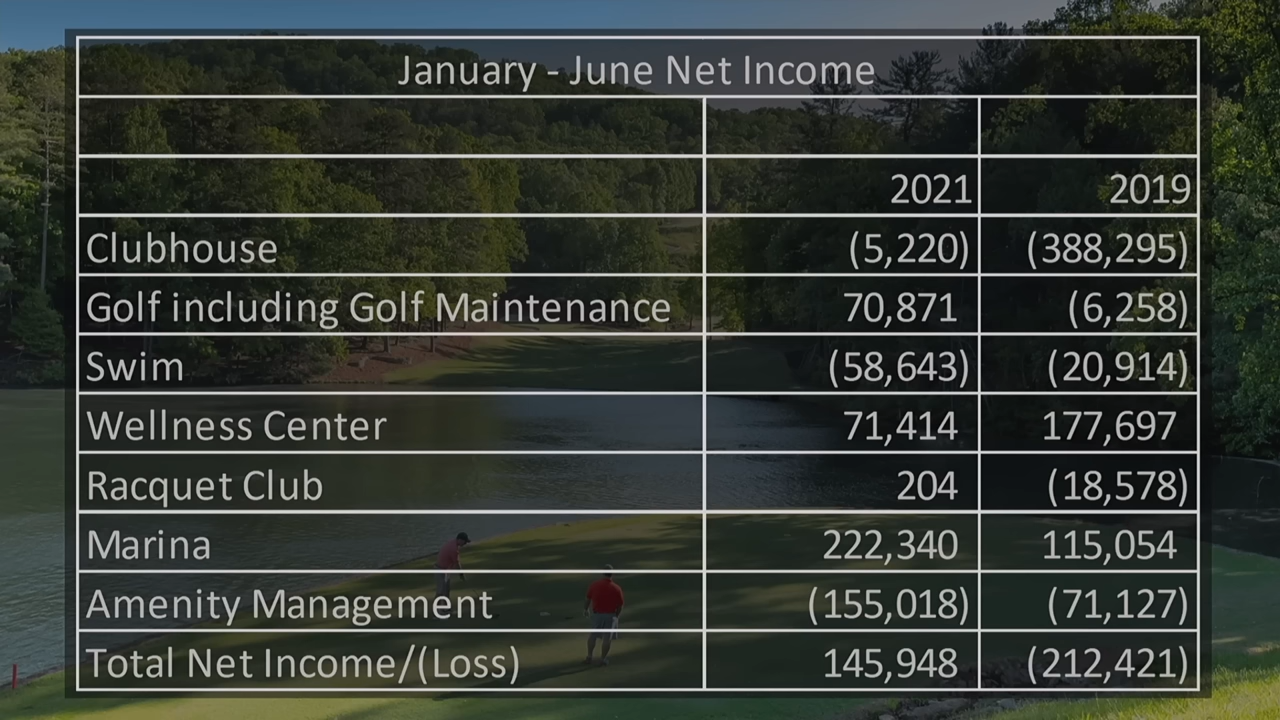 January - June Net Income
2021 2019
Clubhouse (5,220) (388,295)
Golf including Golf Maintenance 70,871 (6,258)
Swim (58,643) (20,914)
Wellness Center 71,414 177,697
Racquet Club 204 (18,578)
Marina 222,340 115,054
Amenity Management (155,018) (71,127)
Total Net Income/(Loss) 145,948 (212,421)